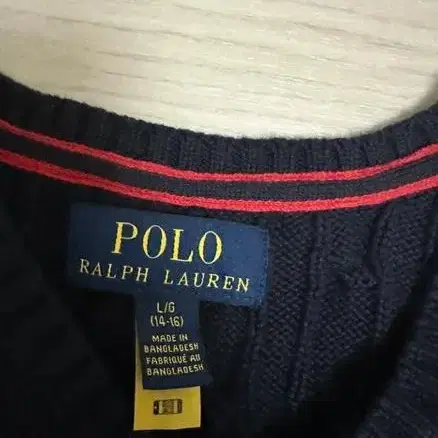 POLO
RALPH LAUREN
L/G
(14-16)
MADE IN
BANGLADESH
FABRIQUÉ AU
BANGLADESH